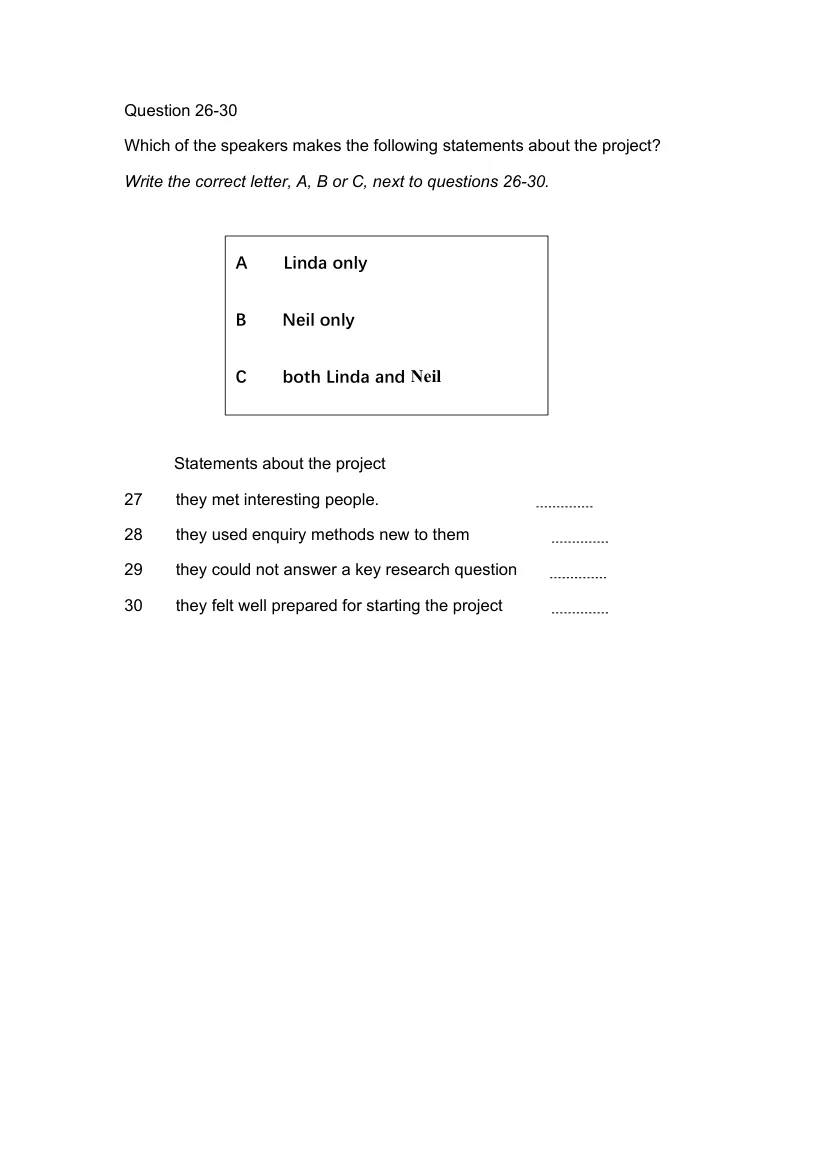 Question 26-30
Which of the speakers makes the following statements about the project?
Write the correct letter, A, B or C, next to questions 26-30.
A Linda only
B Neil only
C both Linda and Neil
Statements about the project
27 they met interesting people. ..............
28 they used enquiry methods new to them ..............
29 they could not answer a key research question ..............
30 they felt well prepared for starting the project ..............